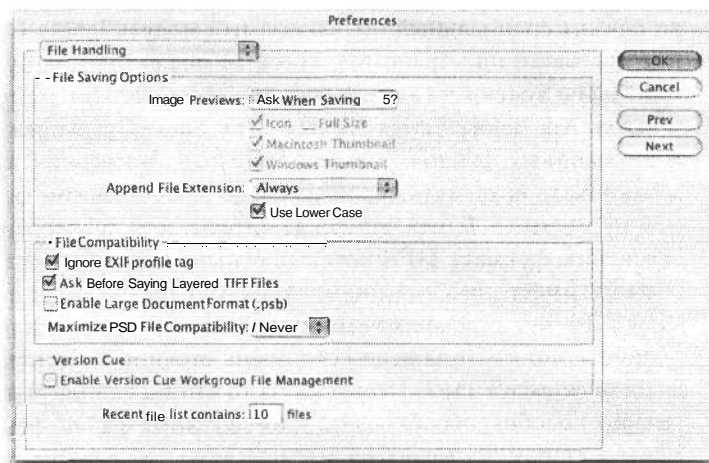 Preferences
File Handling
OK
Cancel
Prev
Next
- - File Saving Options
Image Previews: Ask When Saving 5?
Icon Full Size
Macintosh Thumbnail
Windows Thumbnail
Append File Extension: Always
Use Lower Case
• File Compatibility
Ignore EXIF profile tag
Ask Before Saying Layered TIFF Files
Enable Large Document Format (.psb)
Maximize PSD File Compatibility: / Never
Version Cue
Enable Version Cue Workgroup File Management
Recent file list contains: 10 files